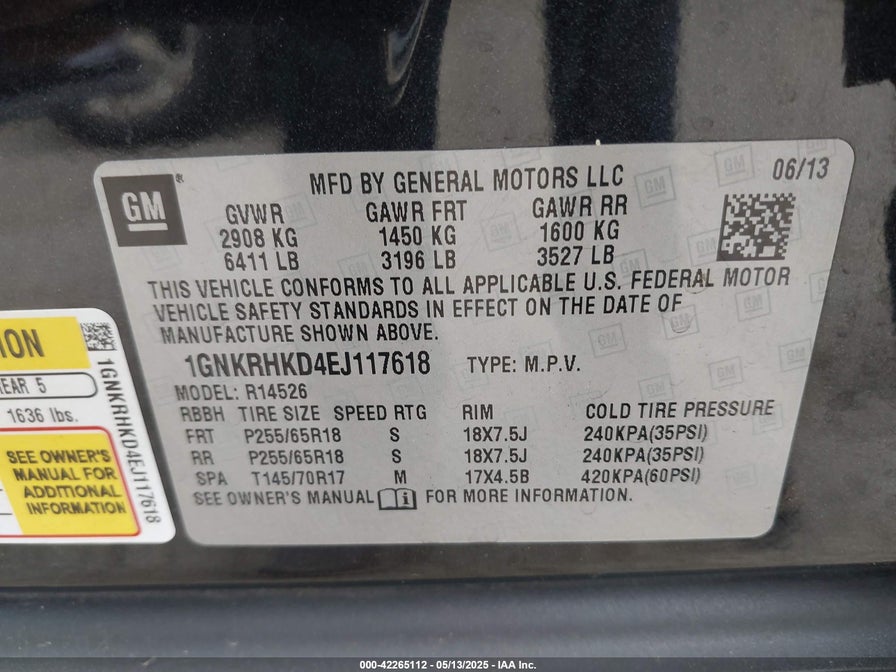 GM
MFD BY GENERAL MOTORS LLC
06/13
GVWR GAWR FRT GAWR RR
2908 KG 1450 KG 1600 KG
6411 LB 3196 LB 3527 LB
THIS VEHICLE CONFORMS TO ALL APPLICABLE U.S. FEDERAL MOTOR
VEHICLE SAFETY STANDARDS IN EFFECT ON THE DATE OF
MANUFACTURE SHOWN ABOVE.
1GNKRHKD4EJ117618 TYPE: M.P.V.
MODEL: R14526
RBBH TIRE SIZE SPEED RTG RIM COLD TIRE PRESSURE
FRT P255/65R18 S 18X7.5J 240KPA(35PSI)
RR P255/65R18 S 18X7.5J 240KPA(35PSI)
SPA T145/70R17 M 17X4.5B 420KPA(60PSI)
SEE OWNER'S MANUAL FOR MORE INFORMATION.
ION
EAR 5
1636 lbs.
SEE OWNER'S
MANUAL FOR
ADDITIONAL
INFORMATION
1GNKRHKD4EJ117618
000-42265112 - 05/13/2025 - IAA Inc.